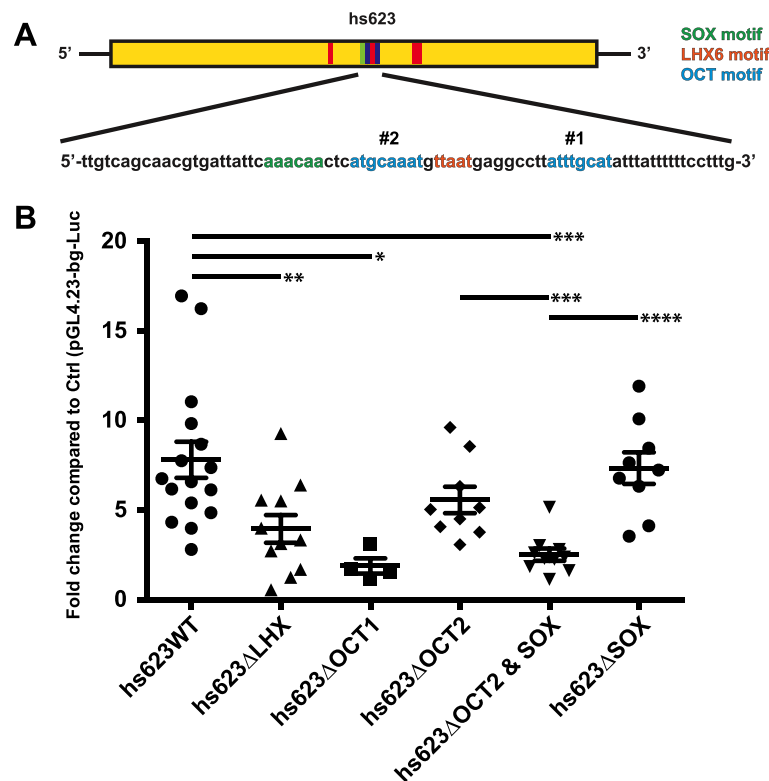 A
hs623
5’
3’
SOX motif
LHX6 motif
OCT motif
#2
#1
5’-ttgtcagcaacgtgattattcaaacaactcatgcaaatgttaatgaggccttatttgcatatttattttttcctttg-3’
B
Fold change compared to Ctrl (pGL4.23-bg-Luc
20
15
10
5
0
***
*
**
***
****
hs623WT
hs623ΔLHX
hs623ΔOCT1
hs623ΔOCT2
hs623ΔOCT2 & SOX
hs623ΔSOX